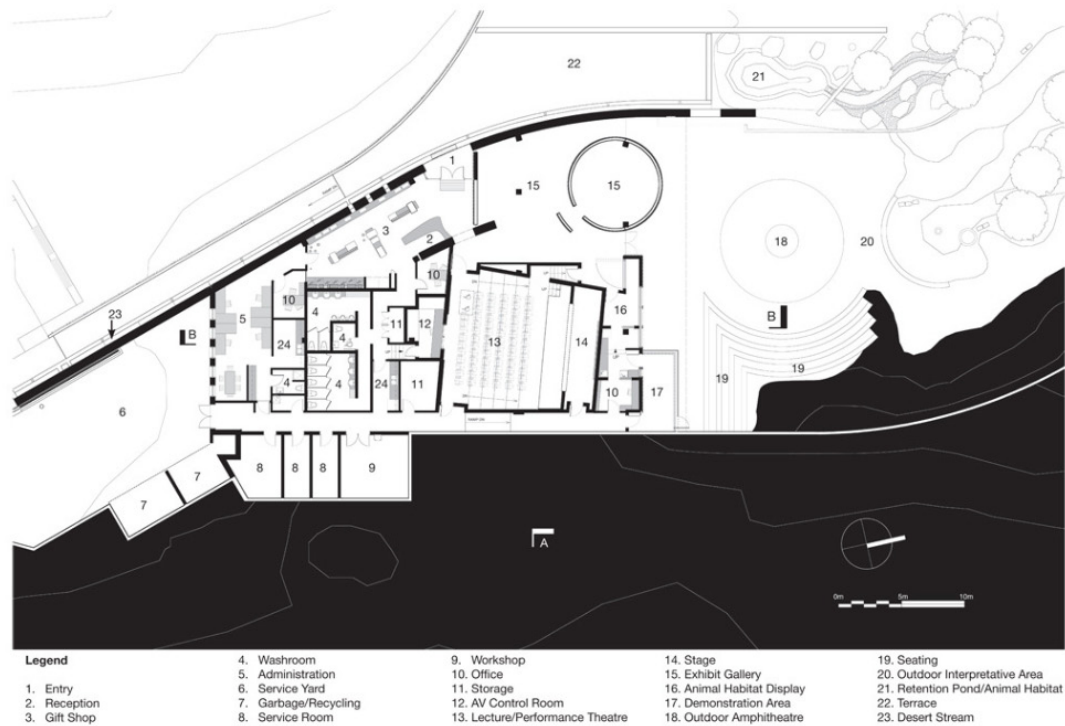 22
21
1
15
15
3
2
18
20
10
10
16
23
5
4
11
12
B
4
13
14
B
24
19
19
6
4
4
24
11
10
17
RAMP DN
8
8
8
9
7
7
A
0m 5m 10m
Legend
1. Entry
2. Reception
3. Gift Shop
4. Washroom
5. Administration
6. Service Yard
7. Garbage/Recycling
8. Service Room
9. Workshop
10. Office
11. Storage
12. AV Control Room
13. Lecture/Performance Theatre
14. Stage
15. Exhibit Gallery
16. Animal Habitat Display
17. Demonstration Area
18. Outdoor Amphitheatre
19. Seating
20. Outdoor Interpretative Area
21. Retention Pond/Animal Habitat
22. Terrace
23. Desert Stream